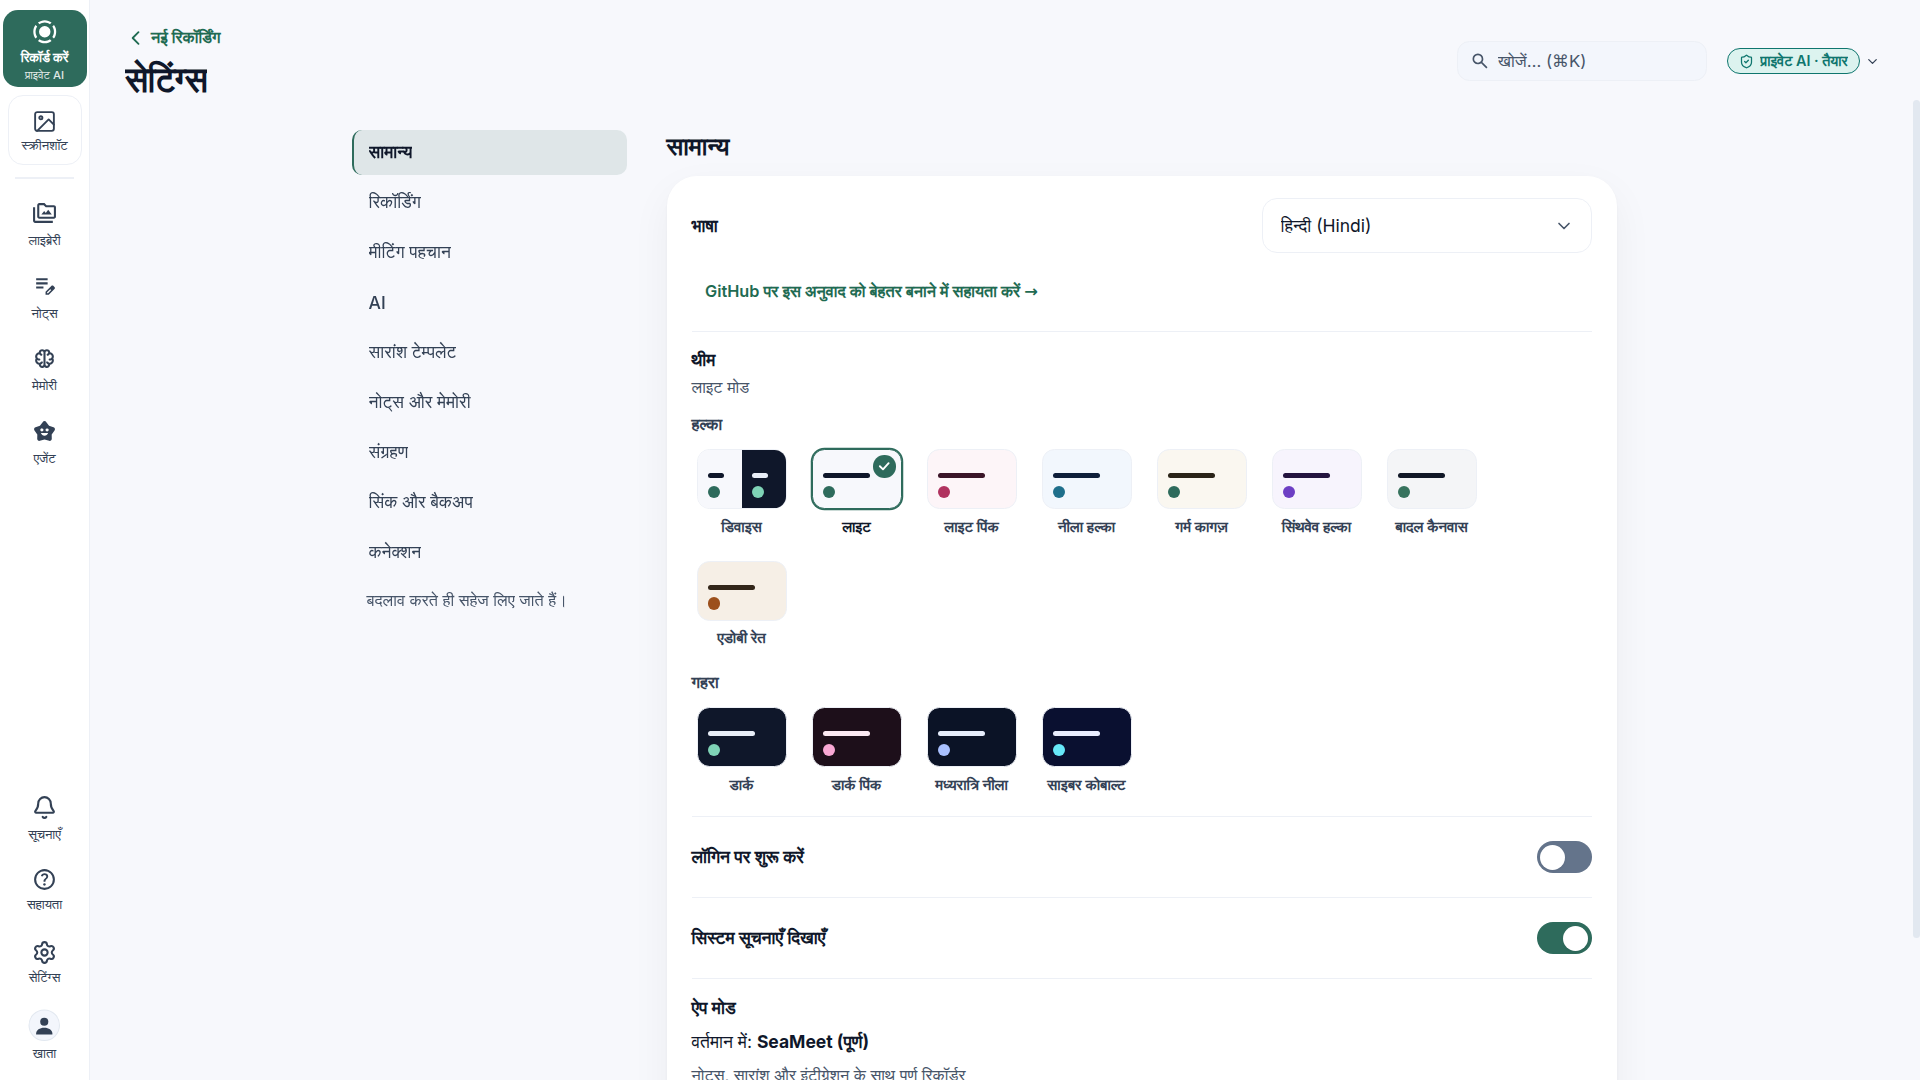 रिकॉर्ड करें
प्राइवेट AI
स्क्रीनशॉट
लाइब्रेरी
नोट्स
मेमोरी
एजेंट
सूचनाएँ
सहायता
सेटिंग्स
खाता
नई रिकॉर्डिंग
सेटिंग्स
खोजें... (⌘K)
प्राइवेट AI · तैयार
सामान्य
रिकॉर्डिंग
मीटिंग पहचान
AI
सारांश टेम्पलेट
नोट्स और मेमोरी
संग्रहण
सिंक और बैकअप
कनेक्शन
बदलाव करते ही सहेज लिए जाते हैं।
सामान्य
भाषा
हिन्दी (Hindi)
GitHub पर इस अनुवाद को बेहतर बनाने में सहायता करें →
थीम
लाइट मोड
हल्का
डिवाइस
लाइट
लाइट पिंक
नीला हल्का
गर्म कागज़
सिंथवेव हल्का
बादल कैनवास
एडोबी रेत
गहरा
डार्क
डार्क पिंक
मध्यरात्रि नीला
साइबर कोबाल्ट
लॉगिन पर शुरू करें
सिस्टम सूचनाएँ दिखाएँ
ऐप मोड
वर्तमान में: SeaMeet (पूर्ण)
नोट्स, सारांश और इंटीग्रेशन के साथ पूर्ण रिकॉर्डर